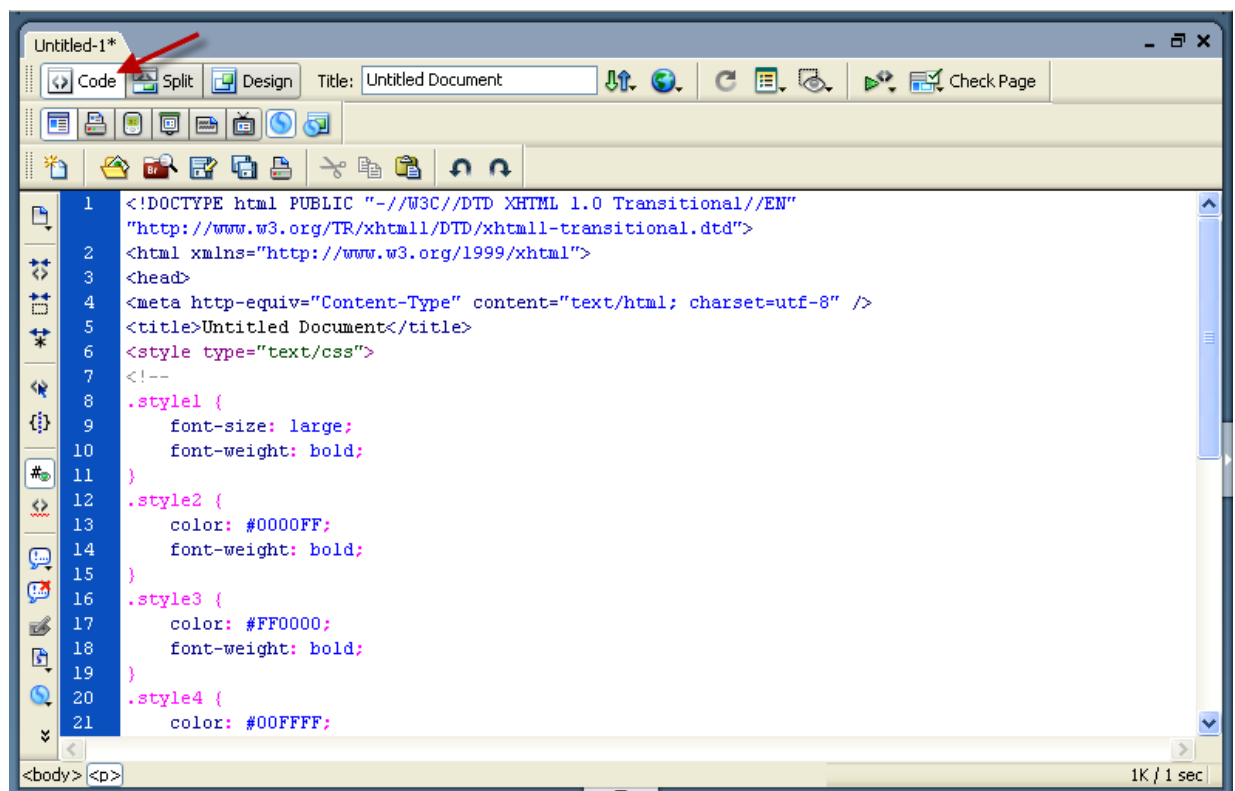 Untitled-1*
Code Split Design Title: Untitled Document Check Page
1 <!DOCTYPE html PUBLIC "-//W3C//DTD XHTML 1.0 Transitional//EN"
"http://www.w3.org/TR/xhtml1/DTD/xhtml1-transitional.dtd">
2 <html xmlns="http://www.w3.org/1999/xhtml">
3 <head>
4 <meta http-equiv="Content-Type" content="text/html; charset=utf-8" />
5 <title>Untitled Document</title>
6 <style type="text/css">
7 <!--
8 .style1 {
9     font-size: large;
10     font-weight: bold;
11 }
12 .style2 {
13     color: #0000FF;
14     font-weight: bold;
15 }
16 .style3 {
17     color: #FF0000;
18     font-weight: bold;
19 }
20 .style4 {
21     color: #00FFFF;
<body> <p> 1K / 1 sec